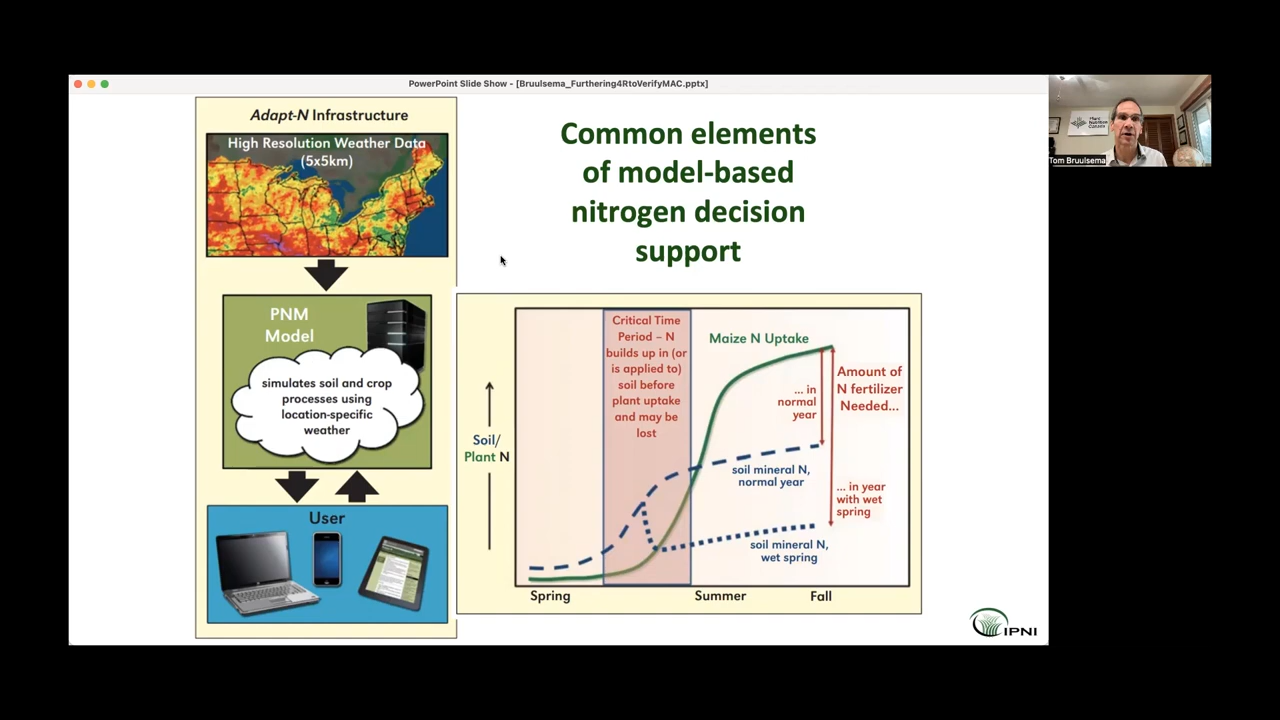 PowerPoint Slide Show - [Bruulsema_Furthering4RtoVerifyMAC.pptx]
Adapt-N Infrastructure
High Resolution Weather Data
(5x5km)
PNM
Model
simulates soil and crop
processes using
location-specific
weather
User
Common elements
of model-based
nitrogen decision
support
Critical Time
Period – N
builds up in (or
is applied to)
soil before
plant uptake
and may be
lost
Maize N Uptake
... in
normal
year
Amount of
N fertilizer
Needed...
Soil/
Plant N
soil mineral N,
normal year
... in year
with wet
spring
soil mineral N,
wet spring
Spring
Summer
Fall
IPNI
Plant
Nutrition
Canada
Tom Bruulsema